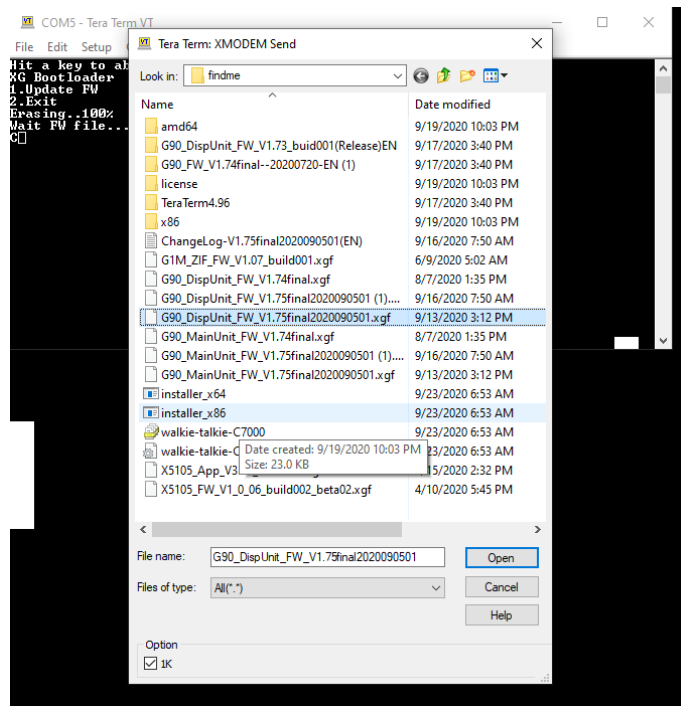 COM5 - Tera Term VT
File Edit Setup
Hit a key to ab
XG Bootloader
1.Update FW
2.Exit
Erasing..100%
Wait FW file...
C
Tera Term: XMODEM Send
Look in: findme
Name Date modified
amd64 9/19/2020 10:03 PM
G90_DispUnit_FW_V1.73_buid001(Release)EN 9/17/2020 3:40 PM
G90_FW_V1.74final--20200720-EN (1) 9/17/2020 3:40 PM
license 9/19/2020 10:03 PM
TeraTerm4.96 9/17/2020 3:40 PM
x86 9/19/2020 10:03 PM
ChangeLog-V1.75final2020090501(EN) 9/16/2020 7:50 AM
G1M_ZIF_FW_V1.07_build001.xgf 6/9/2020 5:02 AM
G90_DispUnit_FW_V1.74final.xgf 8/7/2020 1:35 PM
G90_DispUnit_FW_V1.75final2020090501 (1).... 9/16/2020 7:50 AM
G90_DispUnit_FW_V1.75final2020090501.xgf 9/13/2020 3:12 PM
G90_MainUnit_FW_V1.74final.xgf 8/7/2020 1:35 PM
G90_MainUnit_FW_V1.75final2020090501 (1).... 9/16/2020 7:50 AM
G90_MainUnit_FW_V1.75final2020090501.xgf 9/13/2020 3:12 PM
installer_x64 9/23/2020 6:53 AM
installer_x86 9/23/2020 6:53 AM
walkie-talkie-C7000 9/23/2020 6:53 AM
walkie-talkie-C 23/2020 6:53 AM
Date created: 9/19/2020 10:03 PM
Size: 23.0 KB
X5105_App_V3 15/2020 2:32 PM
X5105_FW_V1_0_06_build002_beta02.xgf 4/10/2020 5:45 PM
File name: G90_DispUnit_FW_V1.75final2020090501 Open
Files of type: All(*.*) Cancel
Help
Option
1K